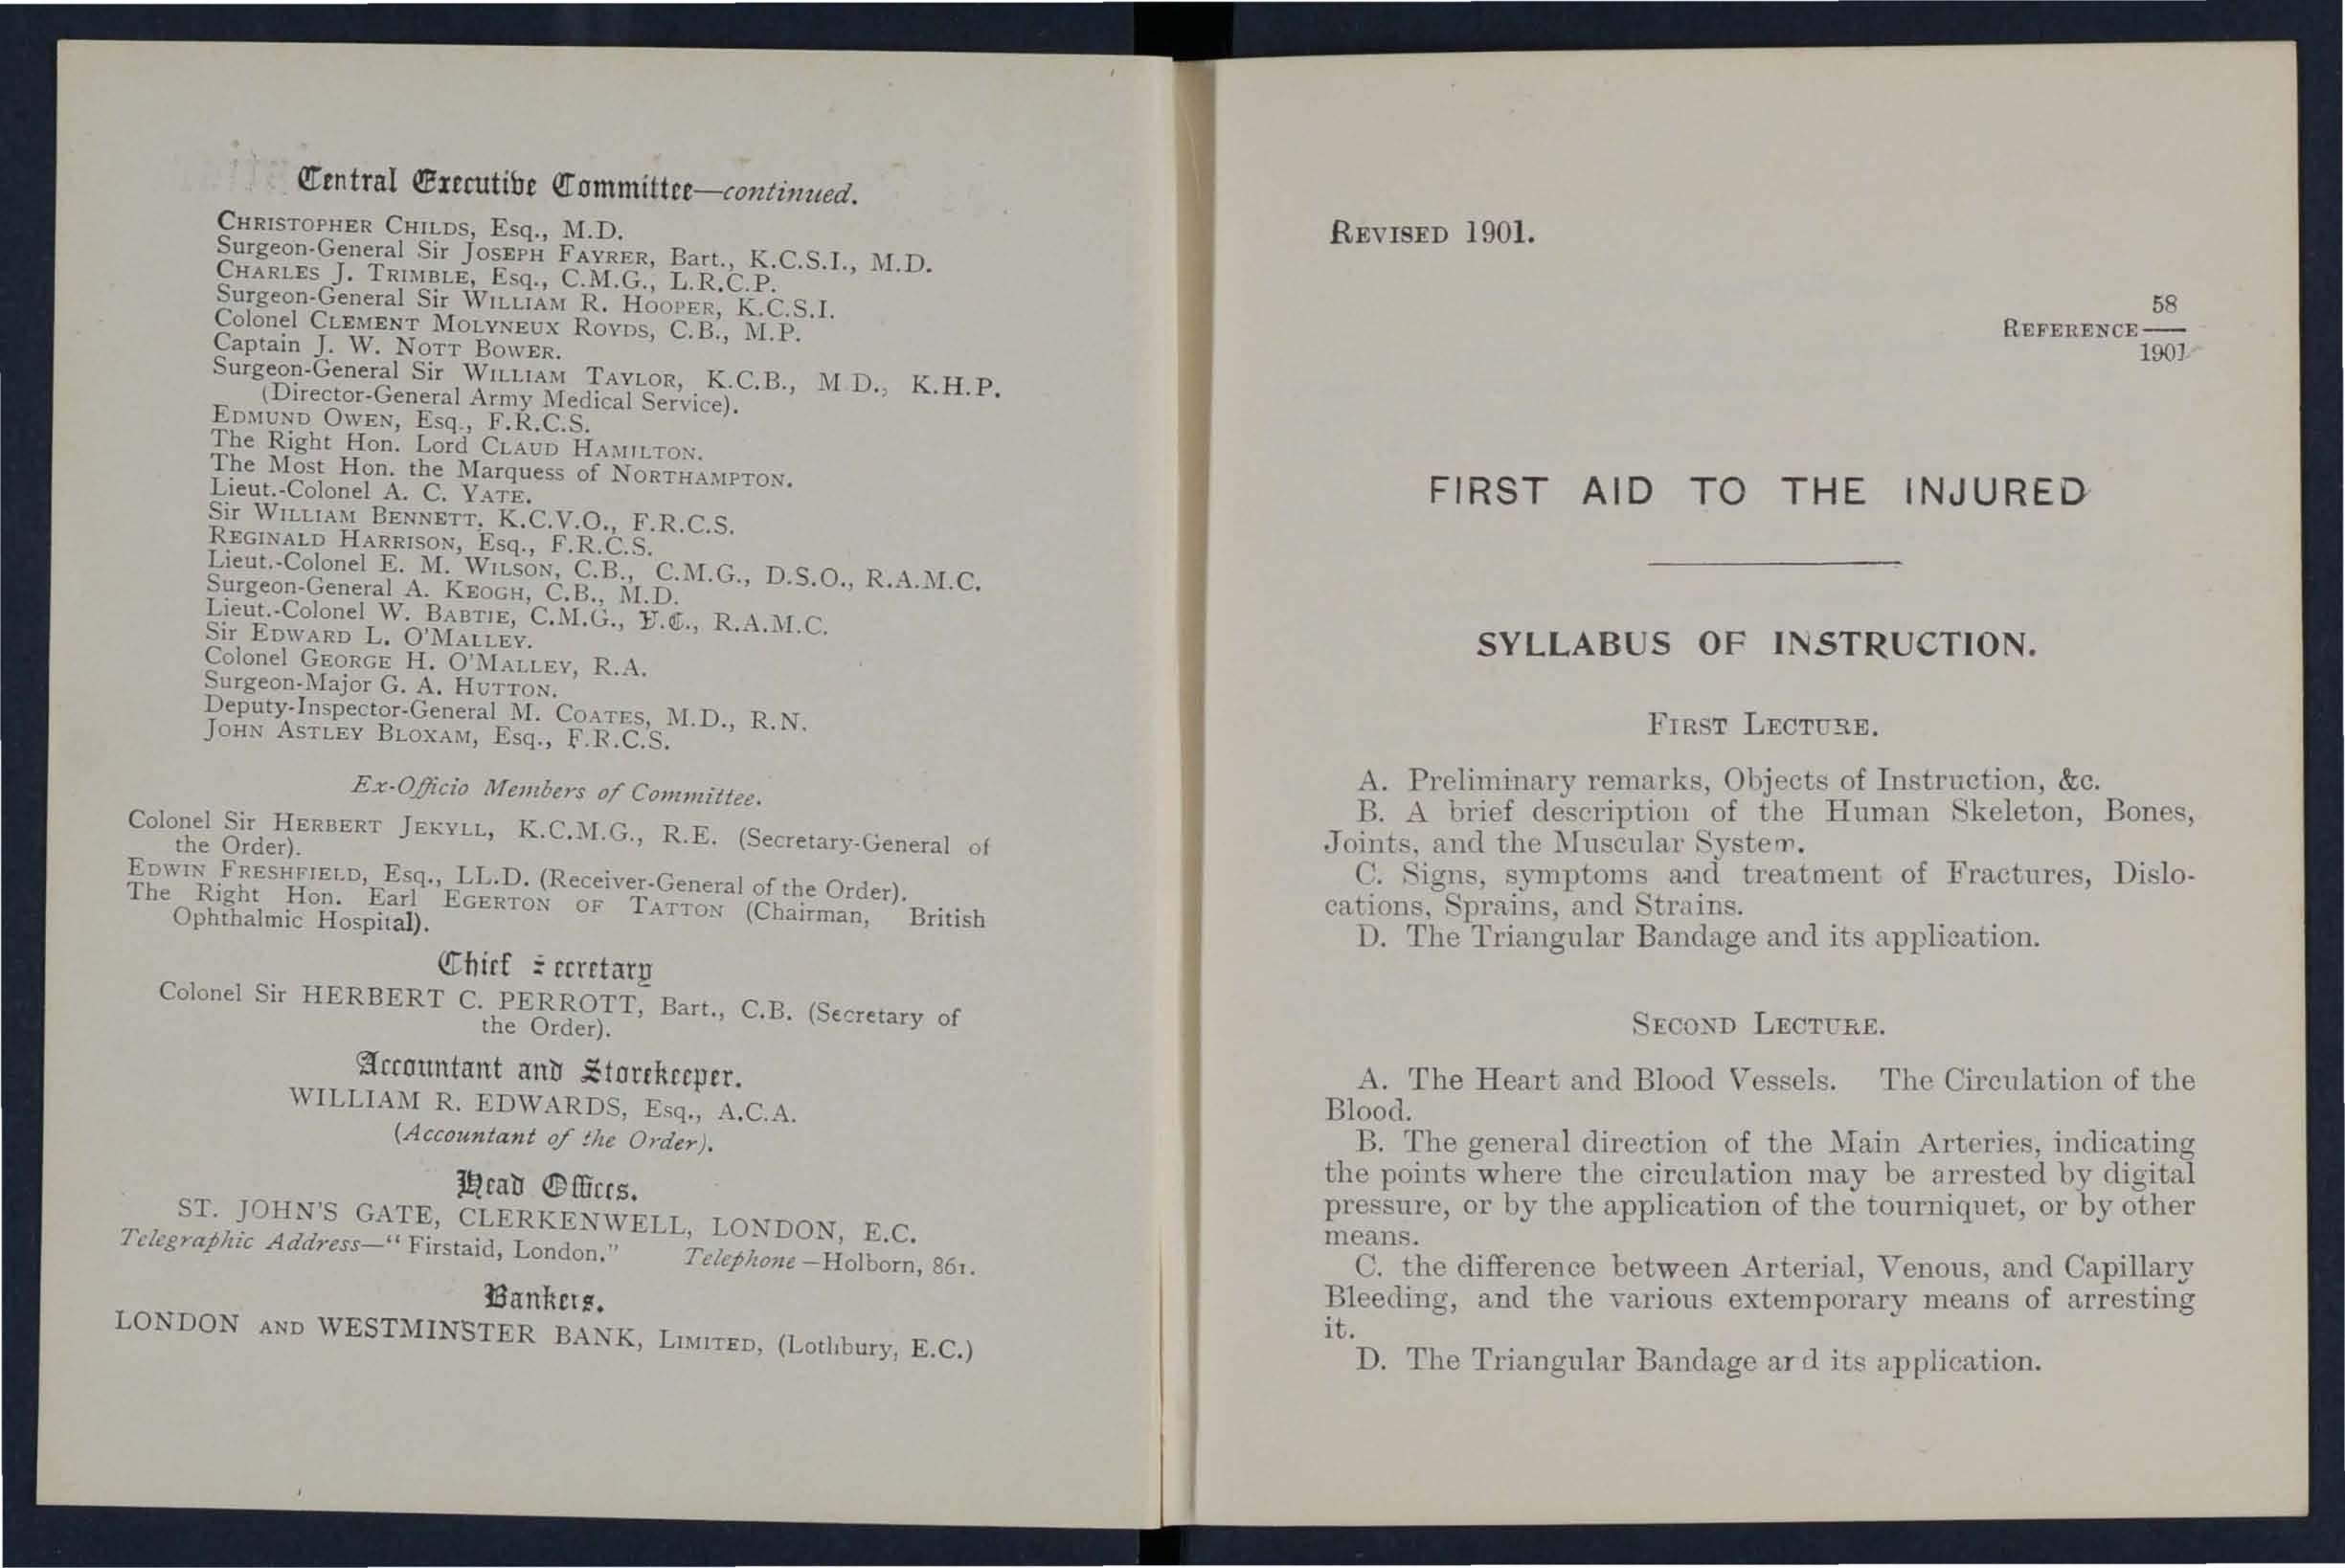 Central Executive Committee—continued.
CHRISTOPHER CHILDS, Esq., M.D.
Surgeon-General Sir JOSEPH FAYRER, Bart., K.C.S.I., M.D.
CHARLES J. TRIMBLE, Esq., C.M.G., L.R.C.P.
Surgeon-General Sir WILLIAM R. HOOPER, K.C.S.I.
Colonel CLEMENT MOLYNEUX ROYDS, C.B., M.P.
Captain J. W. NOTT BOWER.
Surgeon-General Sir WILLIAM TAYLOR, K.C.B., M D., K.H.P.
(Director-General Army Medical Service).
EDMUND OWEN, Esq., F.R.C.S.
The Right Hon. Lord CLAUD HAMILTON.
The Most Hon. the Marquess of NORTHAMPTON.
Lieut.-Colonel A. C. YATE.
Sir WILLIAM BENNETT, K.C.V.O., F.R.C.S.
REGINALD HARRISON, Esq., F.R.C.S.
Lieut.-Colonel E. M. WILSON, C.B., C.M.G., D.S.O., R.A.M.C.
Surgeon-General A. KEOGH, C.B., M.D.
Lieut.-Colonel W. BABTIE, C.M.G., V.C., R.A.M.C.
Sir EDWARD L. O'MALLEY.
Colonel GEORGE H. O'MALLEY, R.A.
Surgeon-Major G. A. HUTTON.
Deputy-Inspector-General M. COATES, M.D., R.N.
JOHN ASTLEY BLOXAM, Esq., F.R.C.S.
Ex-Officio Members of Committee.
Colonel Sir HERBERT JEKYLL, K.C.M.G., R.E. (Secretary-General of
the Order).
EDWIN FRESHFIELD, Esq., LL.D. (Receiver-General of the Order).
The Right Hon. Earl EGERTON OF TATTON (Chairman, British
Ophthalmic Hospital).
Chief Secretary
Colonel Sir HERBERT C. PERROTT, Bart., C.B. (Secretary of
the Order).
Accountant and Storekeeper.
WILLIAM R. EDWARDS, Esq., A.C.A.
(Accountant of the Order).
Head Offices.
ST. JOHN'S GATE, CLERKENWELL, LONDON, E.C.
Telegraphic Address—"Firstaid, London." Telephone—Holborn, 861.
Bankers.
LONDON AND WESTMINSTER BANK, LIMITED, (Lothbury, E.C.)
REVISED 1901.
58
REFERENCE——
1901
FIRST AID TO THE INJURED
SYLLABUS OF INSTRUCTION.
FIRST LECTURE.
A. Preliminary remarks, Objects of Instruction, &c.
B. A brief description of the Human Skeleton, Bones,
Joints, and the Muscular System.
C. Signs, symptoms and treatment of Fractures, Dislo-
cations, Sprains, and Strains.
D. The Triangular Bandage and its application.
SECOND LECTURE.
A. The Heart and Blood Vessels. The Circulation of the
Blood.
B. The general direction of the Main Arteries, indicating
the points where the circulation may be arrested by digital
pressure, or by the application of the tourniquet, or by other
means.
C. the difference between Arterial, Venous, and Capillary
Bleeding, and the various extemporary means of arresting
it.
D. The Triangular Bandage ar d its application.